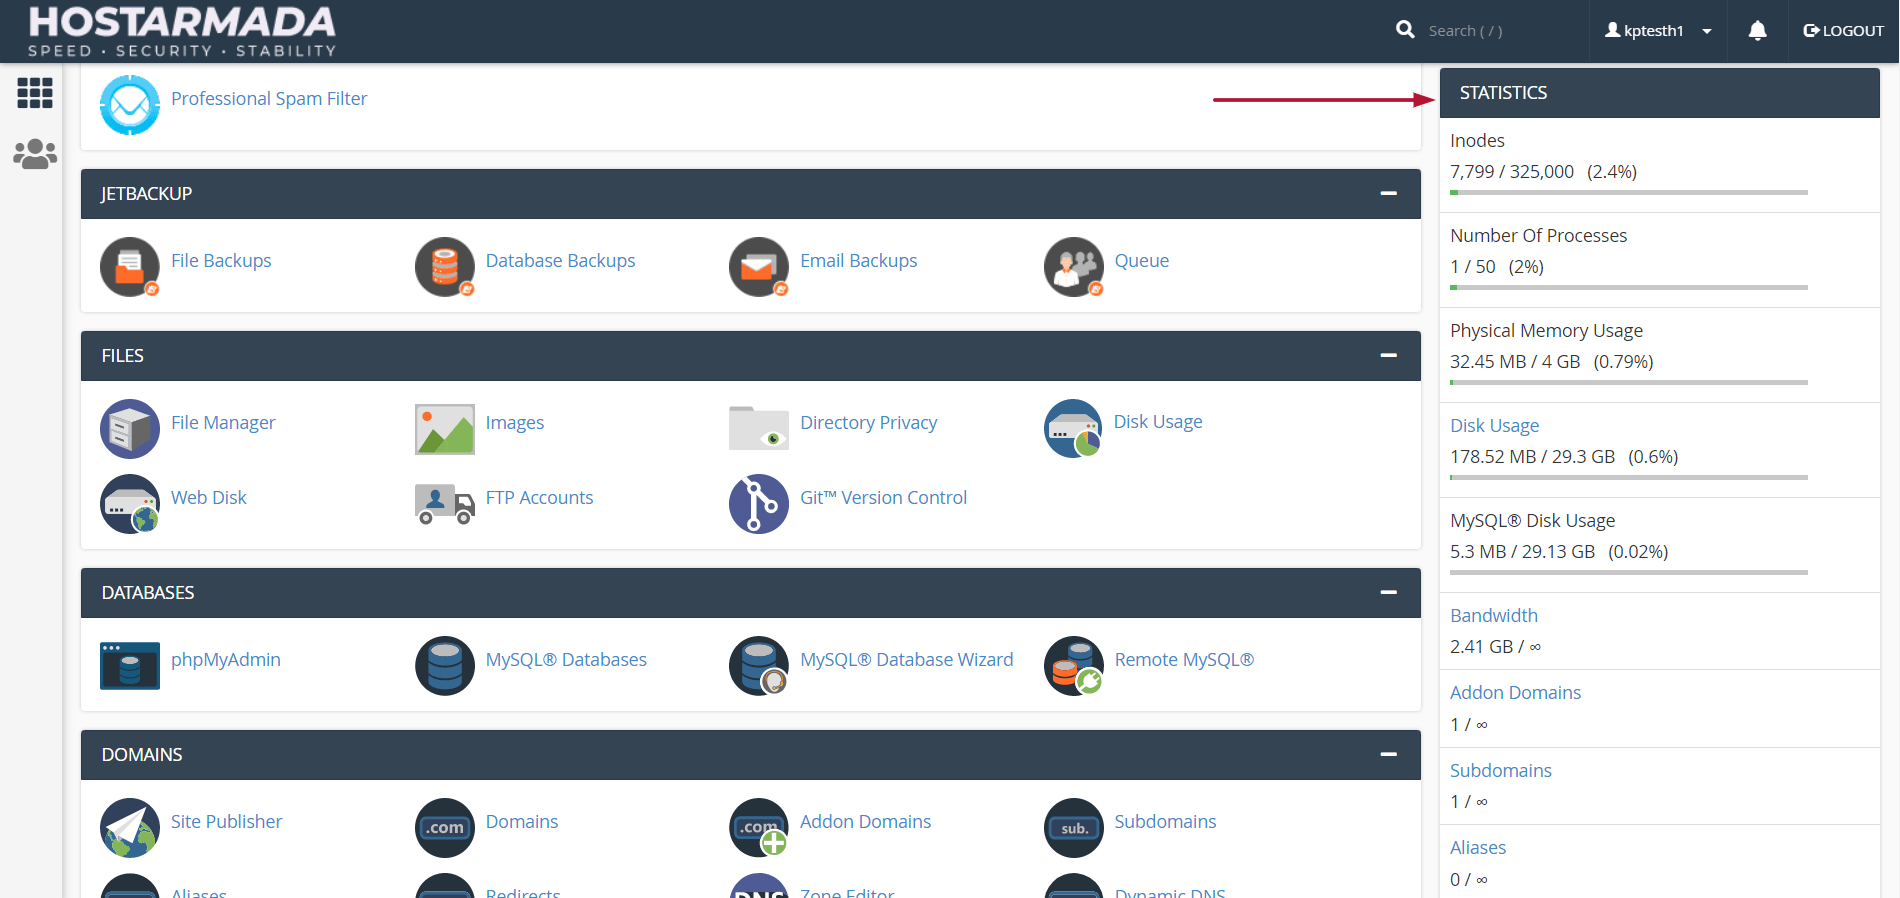 HOSTARMADA
SPEED · SECURITY · STABILITY
Search ( / )
kptesth1
LOGOUT
Professional Spam Filter
JETBACKUP
File Backups
Database Backups
Email Backups
Queue
FILES
File Manager
Images
Directory Privacy
Disk Usage
Web Disk
FTP Accounts
Git™ Version Control
DATABASES
phpMyAdmin
MySQL® Databases
MySQL® Database Wizard
Remote MySQL®
DOMAINS
Site Publisher
.com
Domains
.com
Addon Domains
sub.
Subdomains
Aliases
Redirects
DNS
Zone Editor
Dynamic DNS
STATISTICS
Inodes
7,799 / 325,000 (2.4%)
Number Of Processes
1 / 50 (2%)
Physical Memory Usage
32.45 MB / 4 GB (0.79%)
Disk Usage
178.52 MB / 29.3 GB (0.6%)
MySQL® Disk Usage
5.3 MB / 29.13 GB (0.02%)
Bandwidth
2.41 GB / ∞
Addon Domains
1 / ∞
Subdomains
1 / ∞
Aliases
0 / ∞